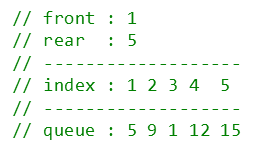 // front : 1
// rear  : 5
// -------------------
// index : 1 2 3 4  5
// -------------------
// queue : 5 9 1 12 15